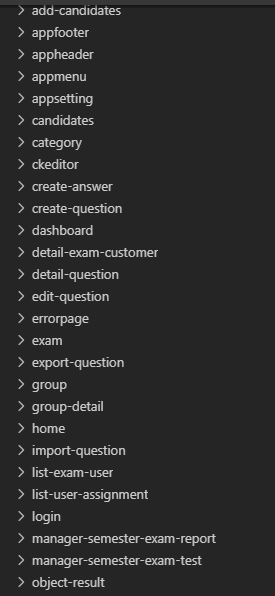 add-candidates
appfooter
appheader
appmenu
appsetting
candidates
category
ckeditor
create-answer
create-question
dashboard
detail-exam-customer
detail-question
edit-question
errorpage
exam
export-question
group
group-detail
home
import-question
list-exam-user
list-user-assignment
login
manager-semester-exam-report
manager-semester-exam-test
object-result